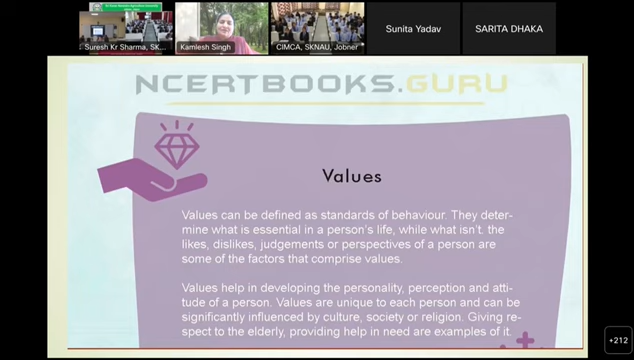 Suresh Kr Sharma, SK...
Kamlesh Singh
CIMCA, SKNAU, Jobner
Sunita Yadav
SARITA DHAKA
NCERTBOOKS.GURU
Values
Values can be defined as standards of behaviour. They deter-
mine what is essential in a person's life, while what isn't. the
likes, dislikes, judgements or perspectives of a person are
some of the factors that comprise values.
Values help in developing the personality, perception and atti-
tude of a person. Values are unique to each person and can be
significantly influenced by culture, society or religion. Giving re-
spect to the elderly, providing help in need are examples of it.
+212